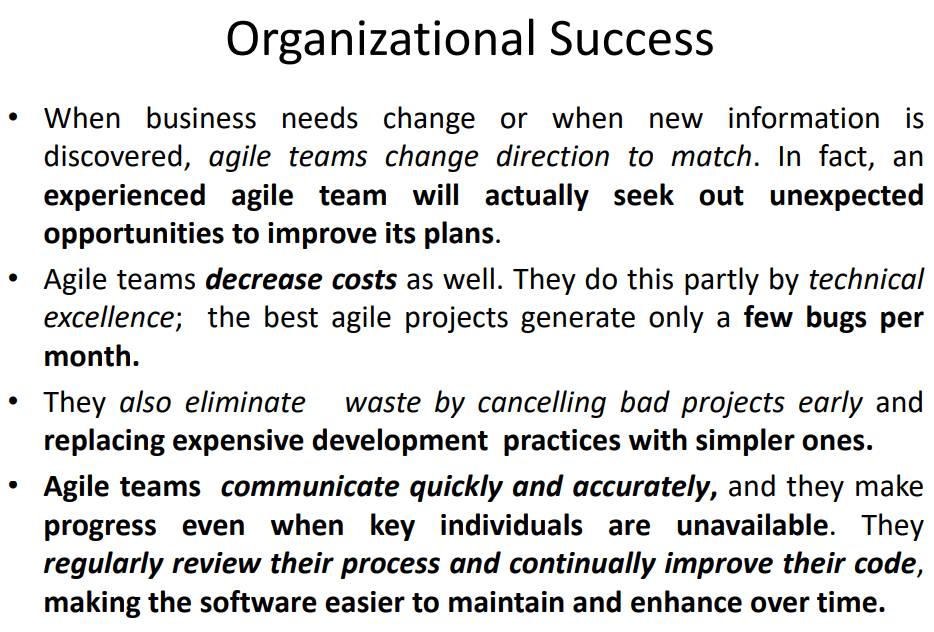 Organizational Success
• When business needs change or when new information is
discovered, agile teams change direction to match. In fact, an
experienced agile team will actually seek out unexpected
opportunities to improve its plans.
• Agile teams decrease costs as well. They do this partly by technical
excellence; the best agile projects generate only a few bugs per
month.
• They also eliminate waste by cancelling bad projects early and
replacing expensive development practices with simpler ones.
• Agile teams communicate quickly and accurately, and they make
progress even when key individuals are unavailable. They
regularly review their process and continually improve their code,
making the software easier to maintain and enhance over time.